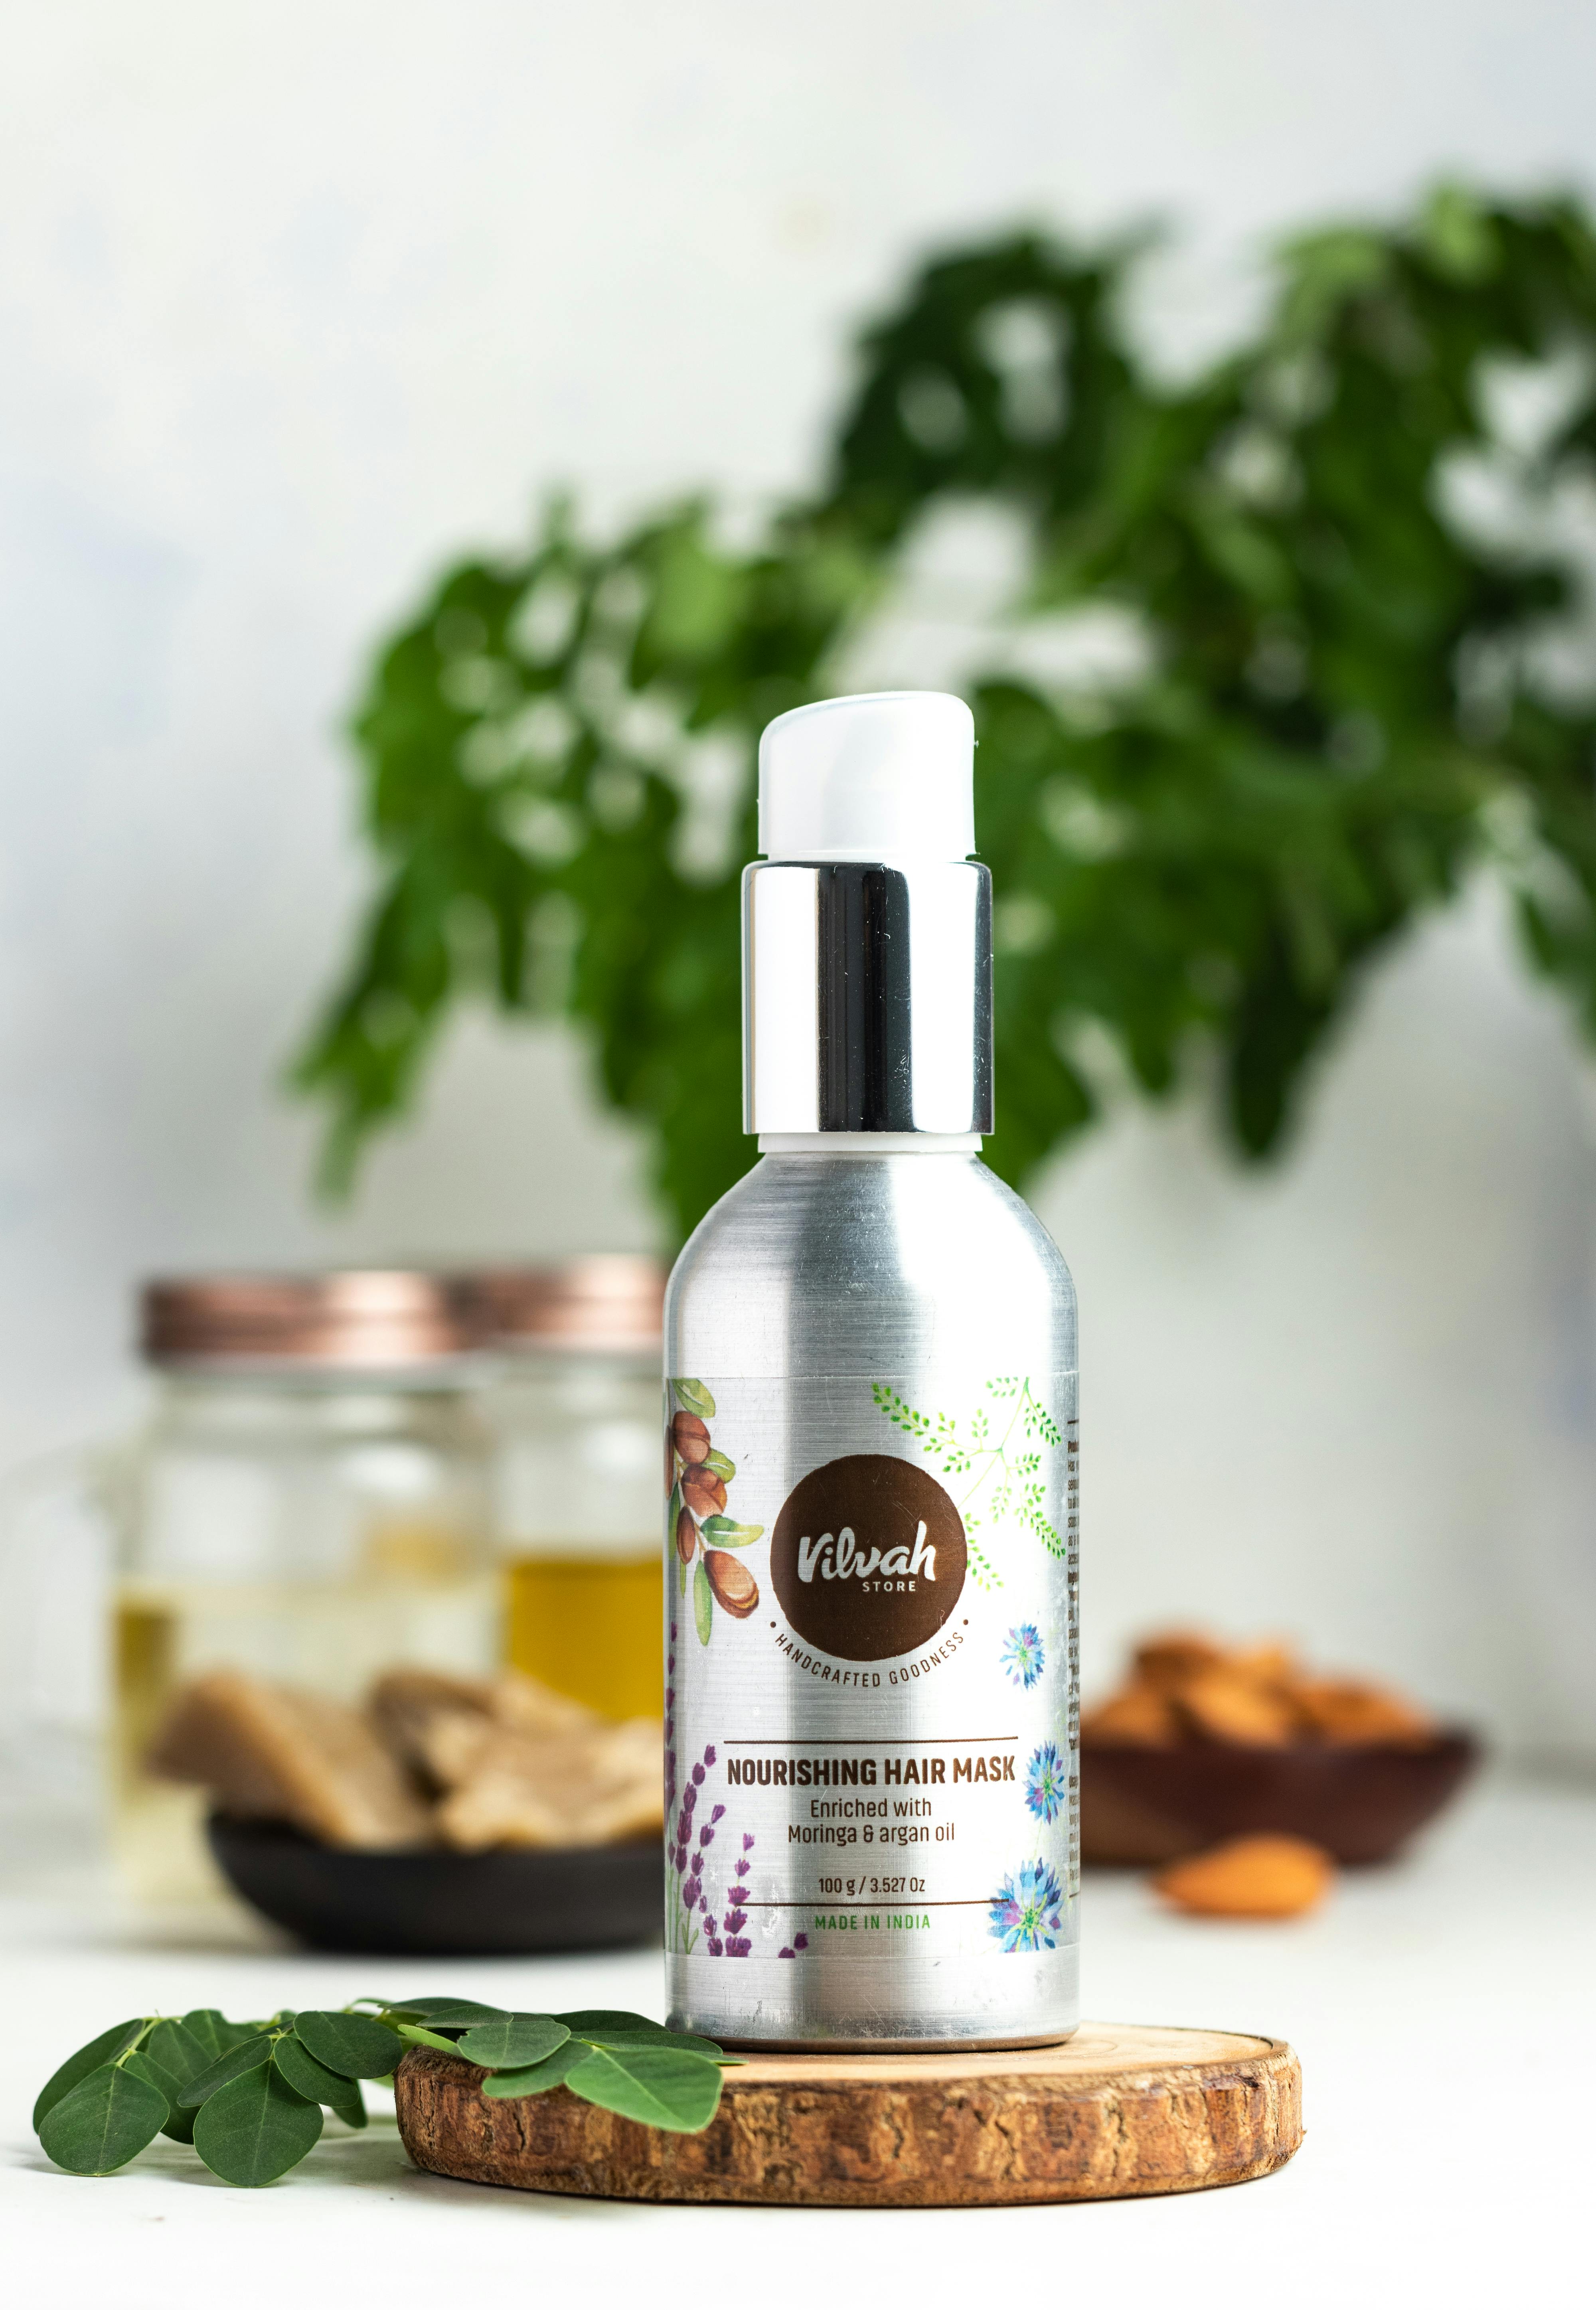 Vilvah
STORE
• HANDCRAFTED GOODNESS •
NOURISHING HAIR MASK
Enriched with
Moringa & argan oil
100 g / 3.527 Oz
MADE IN INDIA